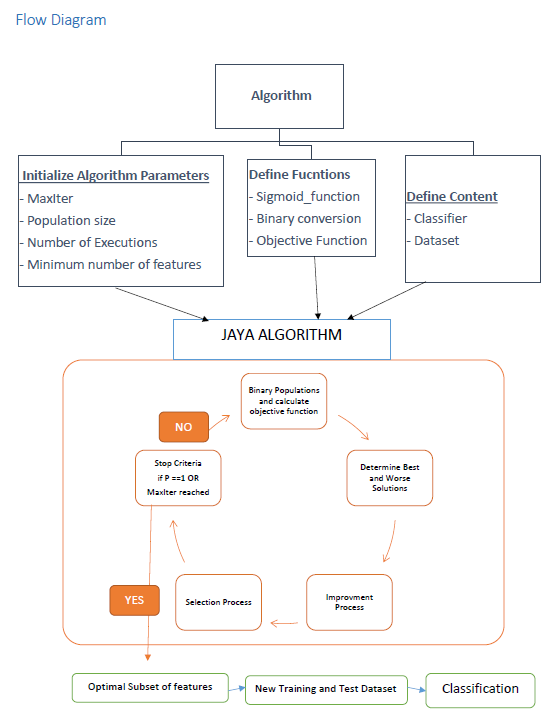 Flow Diagram
Algorithm
Initialize Algorithm Parameters
- MaxIter
- Population size
- Number of Executions
- Minimum number of features
Define Fucntions
- Sigmoid_function
- Binary conversion
- Objective Function
Define Content
- Classifier
- Dataset
JAYA ALGORITHM
Binary Populations
and calculate
objective function
NO
Stop Criteria
if P ==1 OR
MaxIter reached
Determine Best
and Worse
Solutions
YES
Selection Process
Improvment
Process
Optimal Subset of features
New Training and Test Dataset
Classification